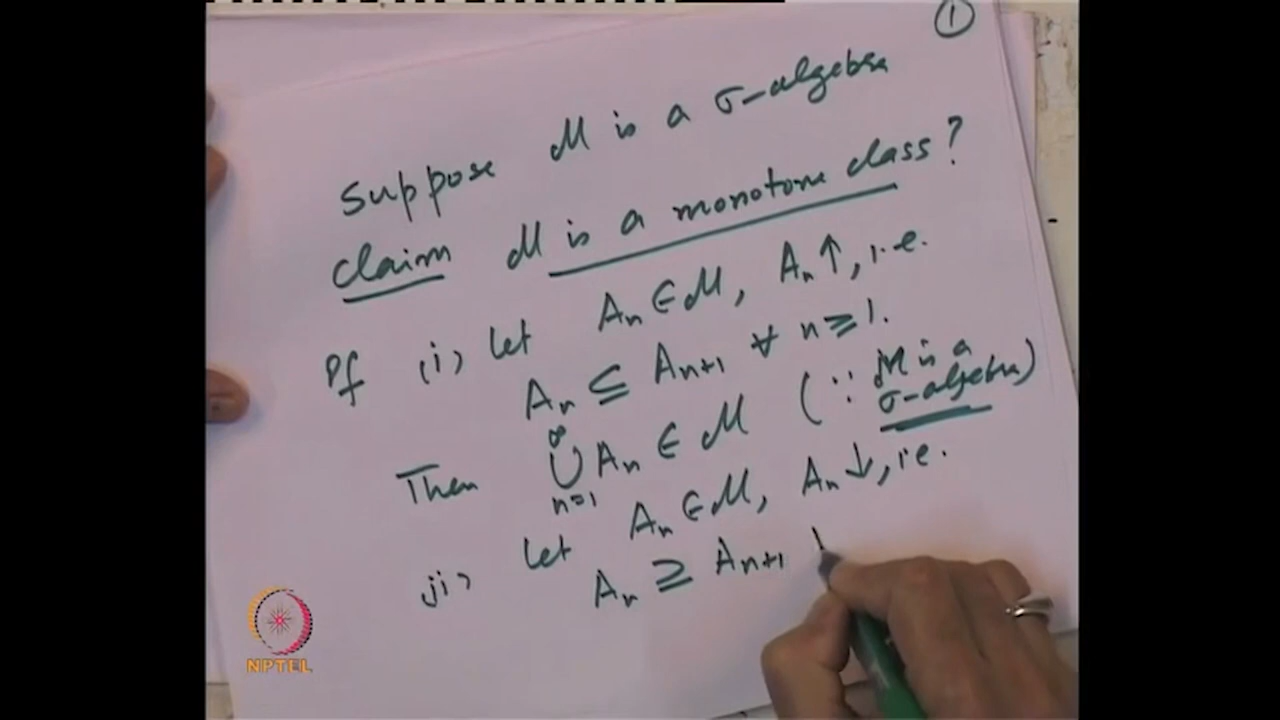 ①
Suppose ℳ is a σ-algebra
Claim ℳ is a monotone class?
Pf (i) Let Aₙ ∈ ℳ, Aₙ ↑, i.e.
Aₙ ⊆ Aₙ₊₁ ∀ n ≥ 1.
Then ⋃ₙ₌₁^∞ Aₙ ∈ ℳ (∵ ℳ is a σ-algebra)
ii) Let Aₙ ∈ ℳ, Aₙ ↓, i.e.
Aₙ ⊇ Aₙ₊₁
NPTEL